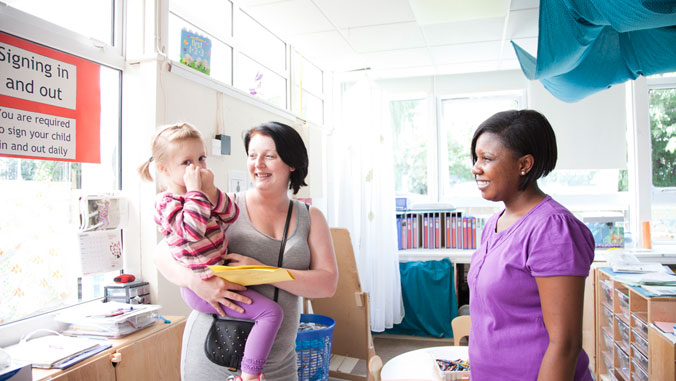 Signing in
and out
You are
required to
sign your child
in and out daily